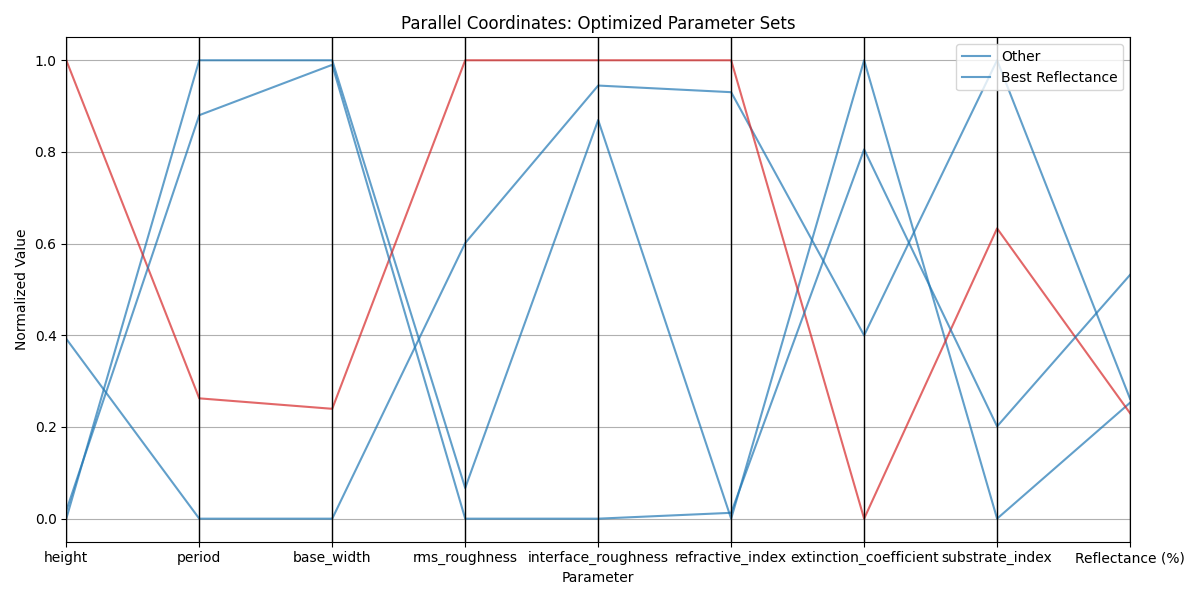 Parallel Coordinates: Optimized Parameter Sets
Other
Best Reflectance
1.0
0.8
0.6
0.4
0.2
0.0
Normalized Value
height period base_width rms_roughness interface_roughness refractive_index extinction_coefficient substrate_index Reflectance (%)
Parameter